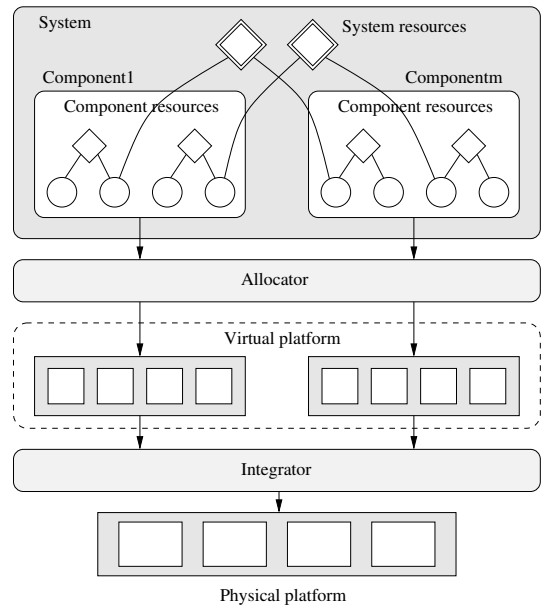 System
System resources
Component1
Componentm
Component resources
Component resources
Allocator
Virtual platform
Integrator
Physical platform